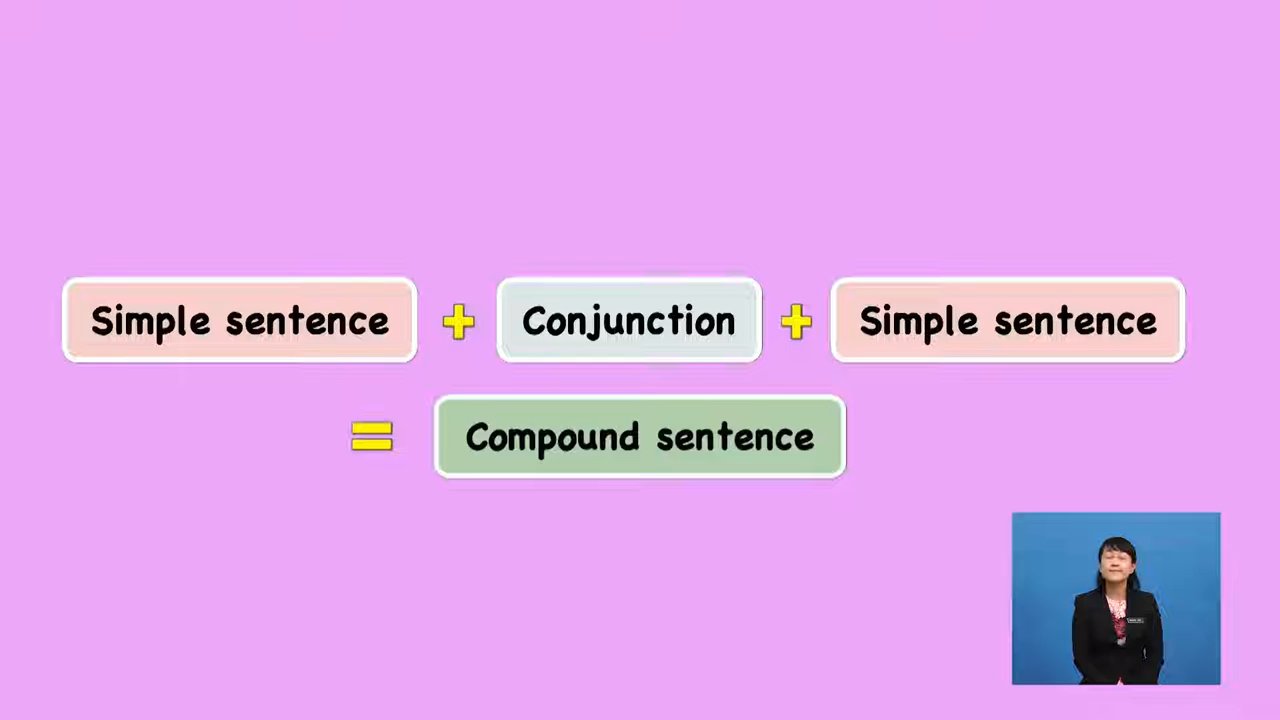 Simple sentence + Conjunction + Simple sentence
= Compound sentence